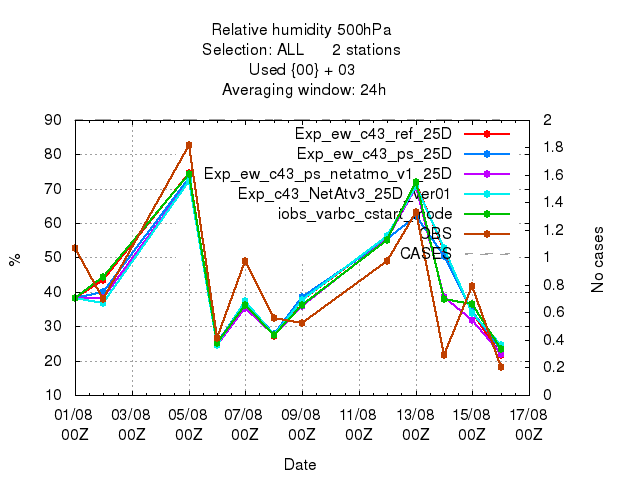 Relative humidity 500hPa
Selection: ALL 2 stations
Used {00} + 03
Averaging window: 24h
90 2
Exp_ew_c43_ref_25D
80 1.8
Exp_ew_c43_ps_25D
Exp_ew_c43_ps_netatmo_v1_25D
70 1.6
Exp_c43_NetAtv3_25D_ver01
1.4
iobs_varbc_cstart_mode
60 1.2
OBS
CASES
50 1
40 0.8
0.6
30 0.4
20 0.2
10 0
%
No cases
01/08 03/08 05/08 07/08 09/08 11/08 13/08 15/08 17/08
00Z 00Z 00Z 00Z 00Z 00Z 00Z 00Z 00Z
Date